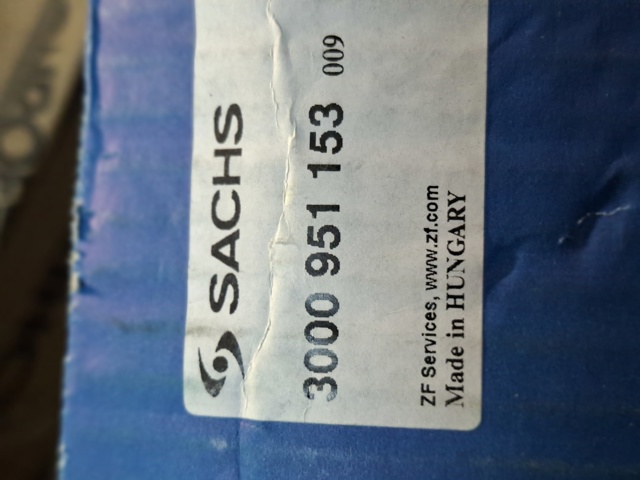 SACHS
3000 951 153 009
ZF Services, www.zf.com
Made in HUNGARY